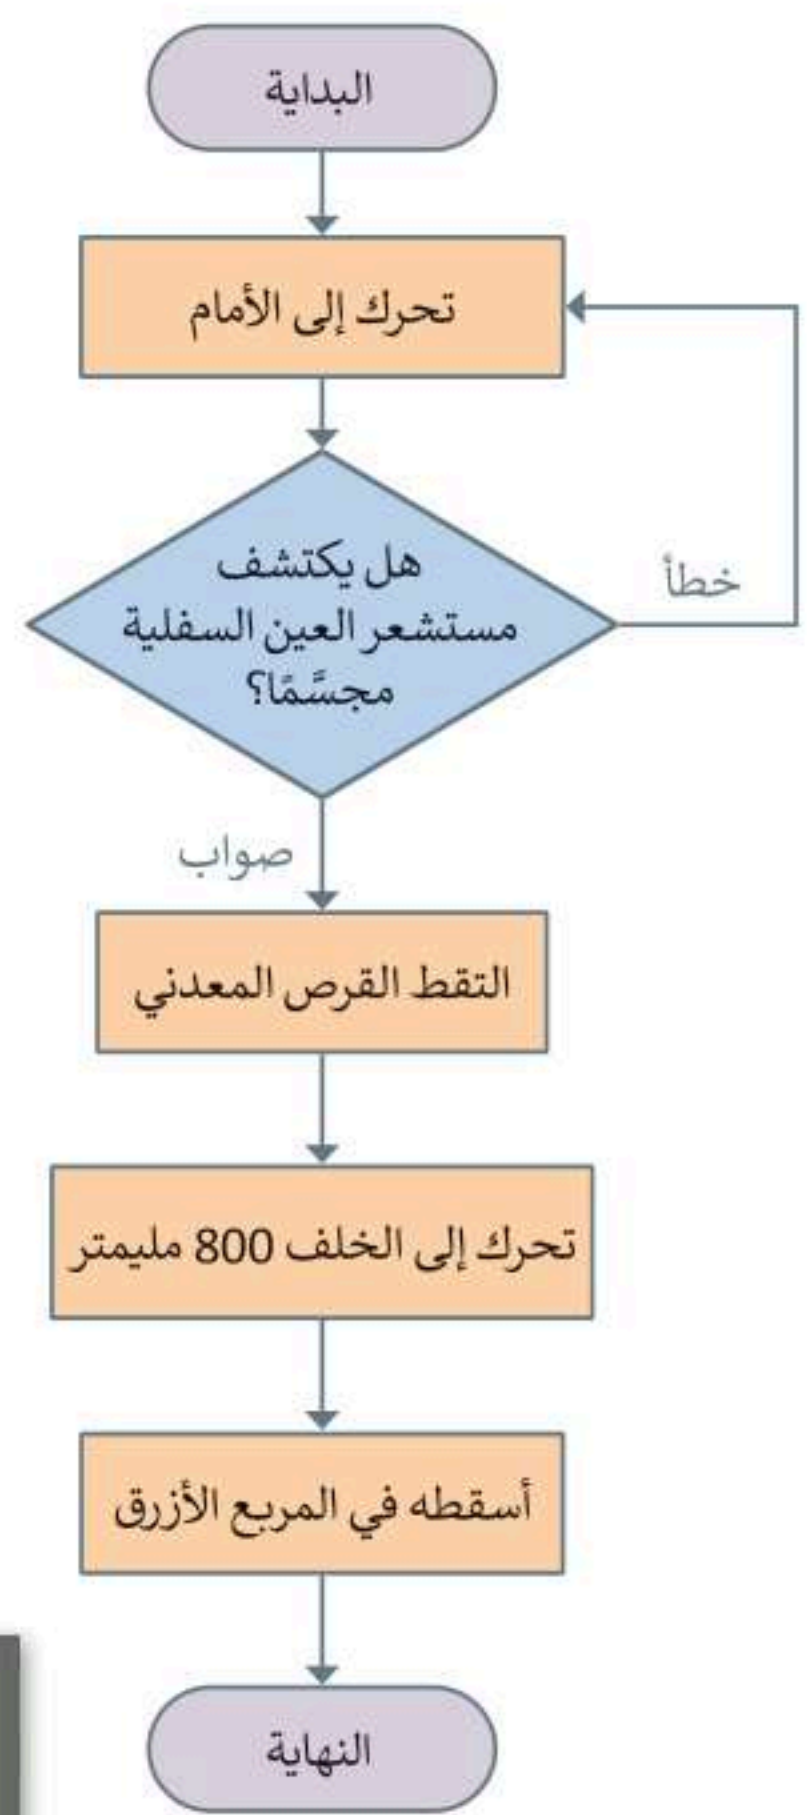 البداية
تحرك إلى الأمام
هل يكتشف
مستشعر العين السفلية
مجسَّمًا؟
خطأ
صواب
التقط القرص المعدني
تحرك إلى الخلف 800 مليمتر
أسقطه في المربع الأزرق
النهاية